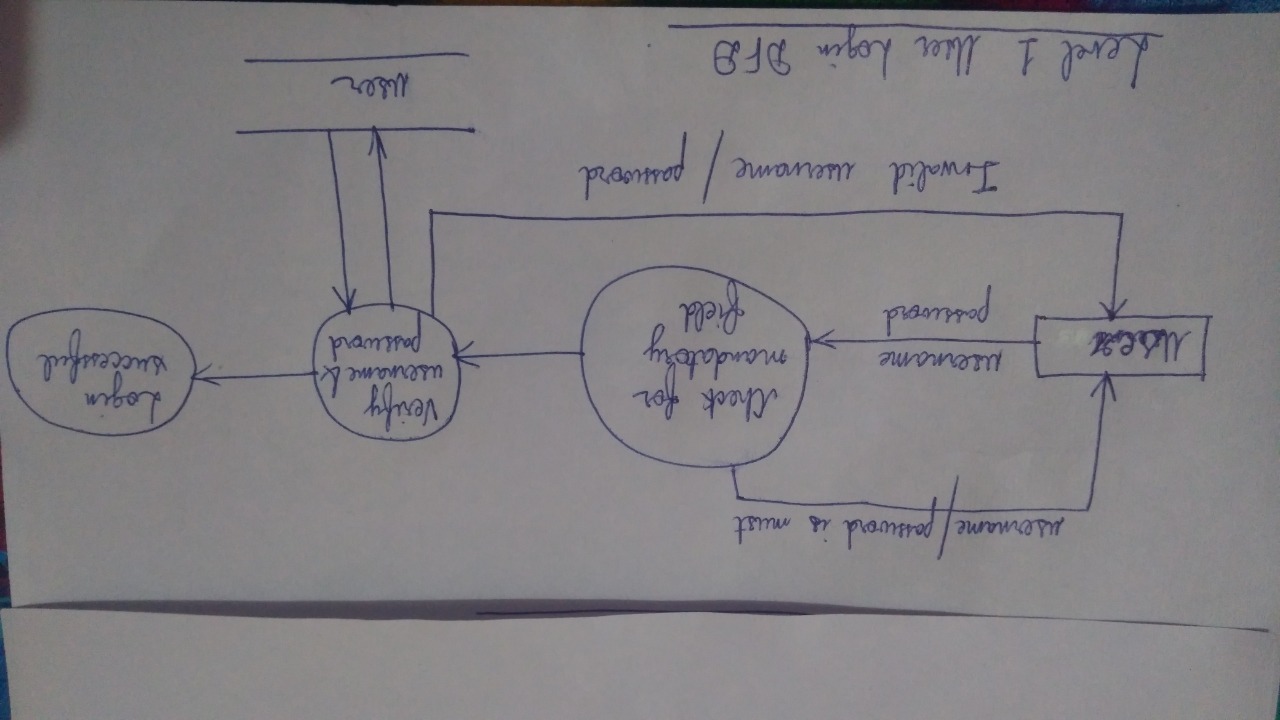 username/password is must
User
username
password
Check for
mandatory
field
Verify
username &
password
Login
successful
Invalid username / password
User
Level 1 User Login DFD